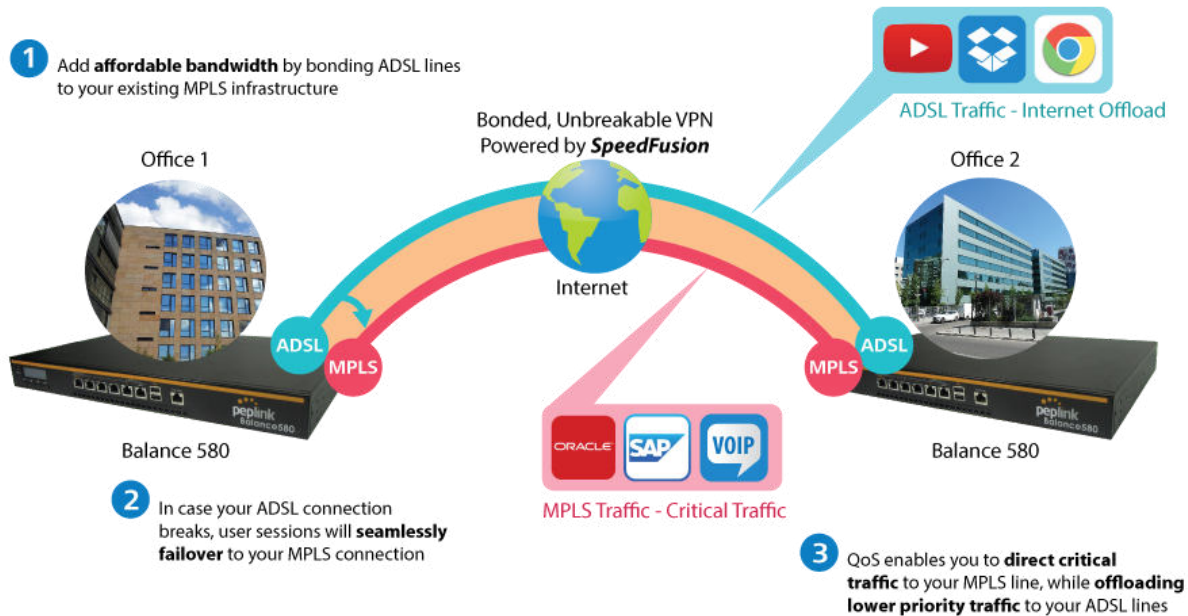 1
Add affordable bandwidth by bonding ADSL lines
to your existing MPLS infrastructure
ADSL Traffic - Internet Offload
Bonded, Unbreakable VPN
Powered by SpeedFusion
Office 1
Office 2
Internet
ADSL
MPLS
MPLS
ADSL
peplink
Balance580
peplink
Balance580
Balance 580
Balance 580
ORACLE
SAP
VOIP
MPLS Traffic - Critical Traffic
2
In case your ADSL connection
breaks, user sessions will seamlessly
failover to your MPLS connection
3
QoS enables you to direct critical
traffic to your MPLS line, while offloading
lower priority traffic to your ADSL lines